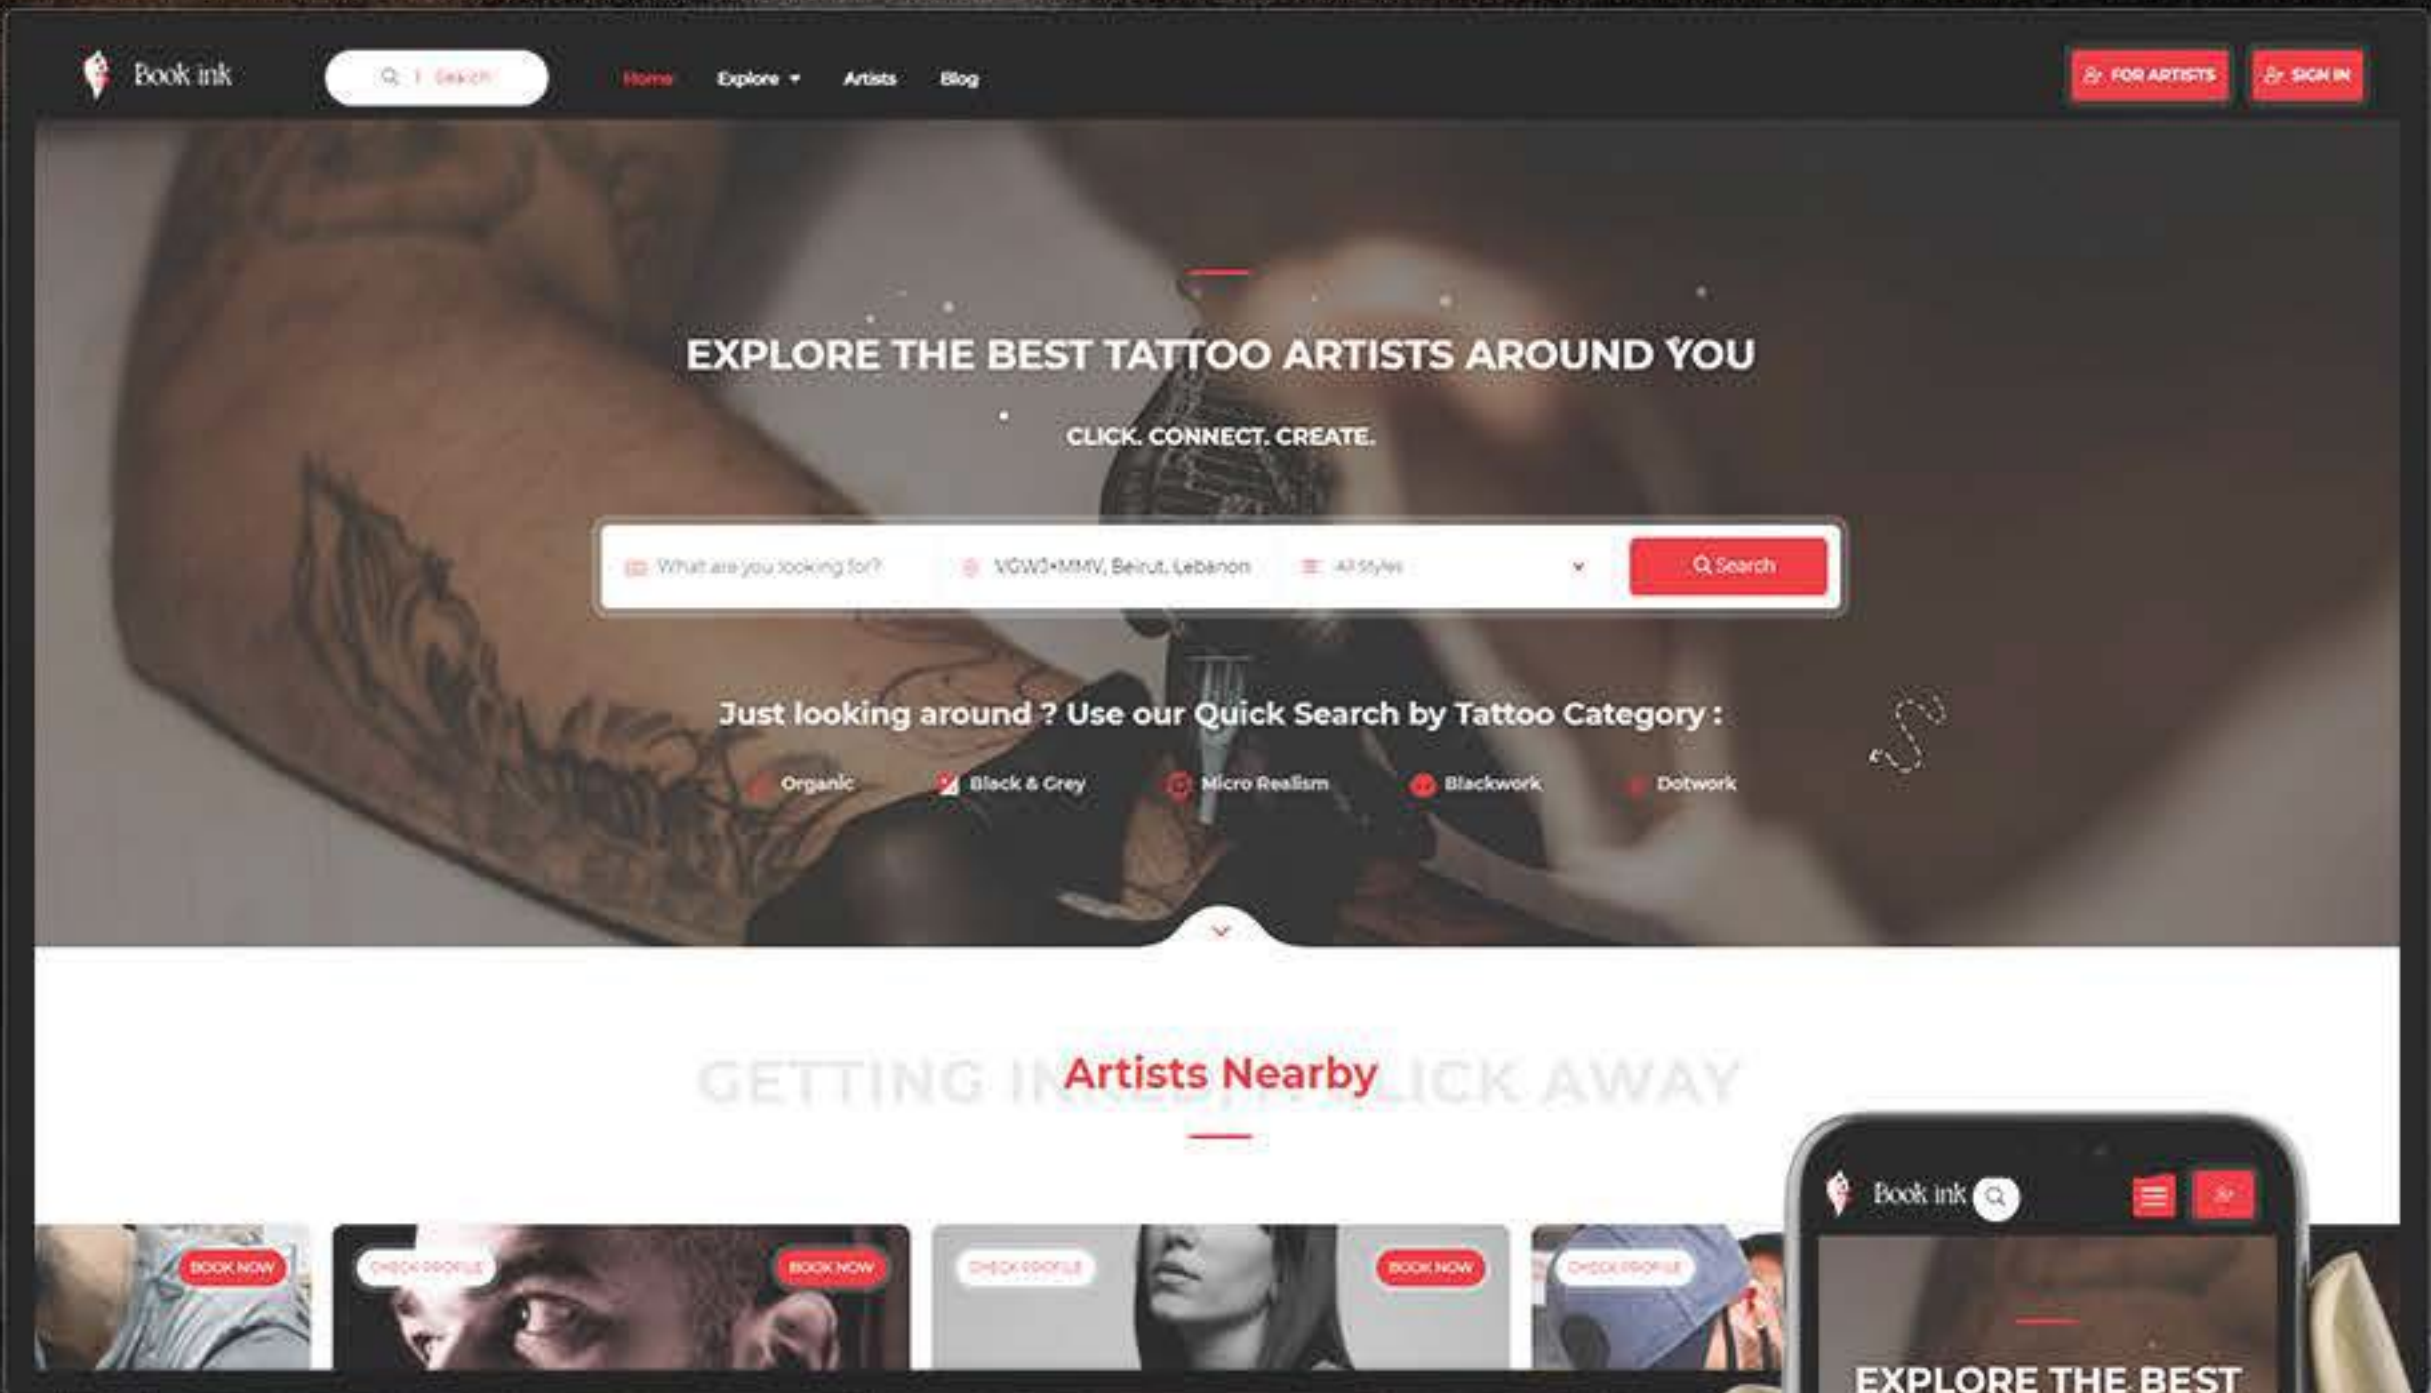 Book ink
Search
Home
Explore
Artists
Blog
FOR ARTISTS
SIGN IN
EXPLORE THE BEST TATTOO ARTISTS AROUND YOU
CLICK. CONNECT. CREATE.
What are you looking for?
Beirut, Lebanon
All Styles
Search
Just looking around ? Use our Quick Search by Tattoo Category :
Organic
Black & Grey
Micro Realism
Blackwork
Dotwork
GETTING INKED, A CLICK AWAY
Artists Nearby
BOOK NOW
CHECK PROFILE
BOOK NOW
CHECK PROFILE
BOOK NOW
CHECK PROFILE
Book ink
EXPLORE THE BEST